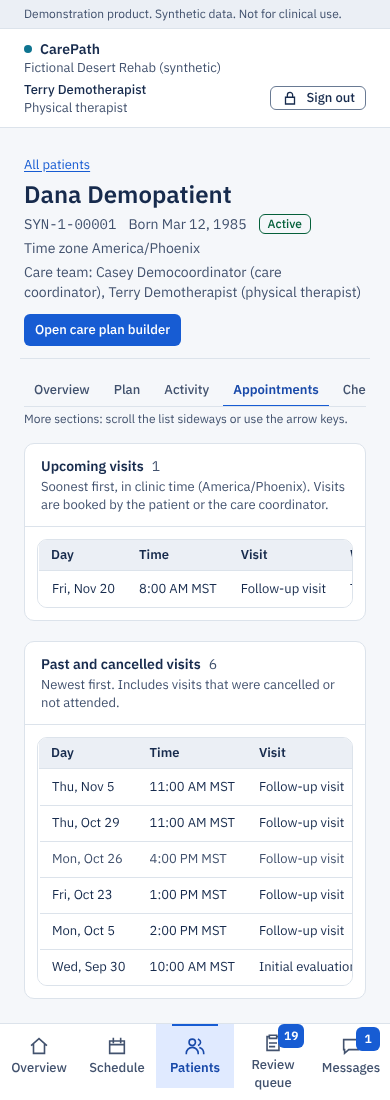 Demonstration product. Synthetic data. Not for clinical use.
CarePath
Fictional Desert Rehab (synthetic)
Terry Demotherapist
Physical therapist
Sign out
All patients
Dana Demopatient
SYN-1-00001 Born Mar 12, 1985 Active
Time zone America/Phoenix
Care team: Casey Democoordinator (care
coordinator), Terry Demotherapist (physical therapist)
Open care plan builder
Overview Plan Activity Appointments Che
More sections: scroll the list sideways or use the arrow keys.
Upcoming visits 1
Soonest first, in clinic time (America/Phoenix). Visits
are booked by the patient or the care coordinator.
Day Time Visit
Fri, Nov 20 8:00 AM MST Follow-up visit
Past and cancelled visits 6
Newest first. Includes visits that were cancelled or
not attended.
Day Time Visit
Thu, Nov 5 11:00 AM MST Follow-up visit
Thu, Oct 29 11:00 AM MST Follow-up visit
Mon, Oct 26 4:00 PM MST Follow-up visit
Fri, Oct 23 1:00 PM MST Follow-up visit
Mon, Oct 5 2:00 PM MST Follow-up visit
Wed, Sep 30 10:00 AM MST Initial evaluation
Overview Schedule Patients Review queue 19 Messages 1